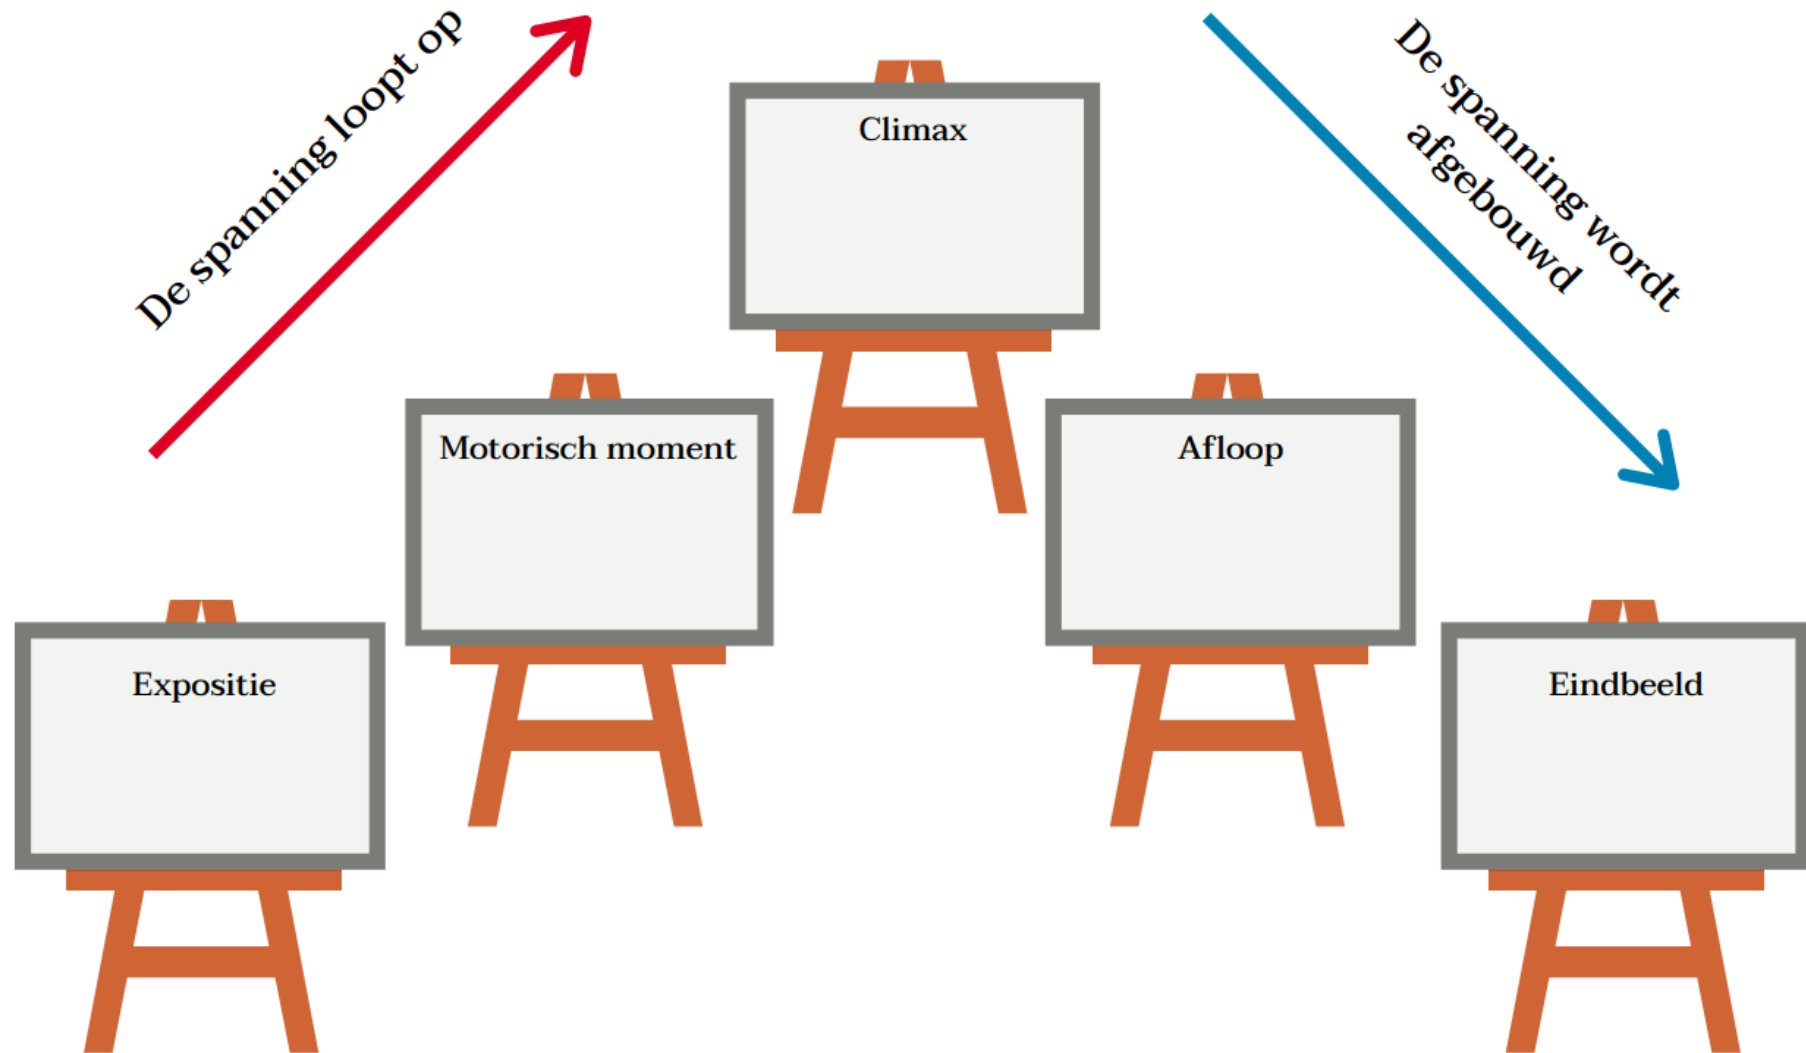 De spanning loopt op
De spanning wordt
afgebouwd
Climax
Motorisch moment
Afloop
Expositie
Eindbeeld